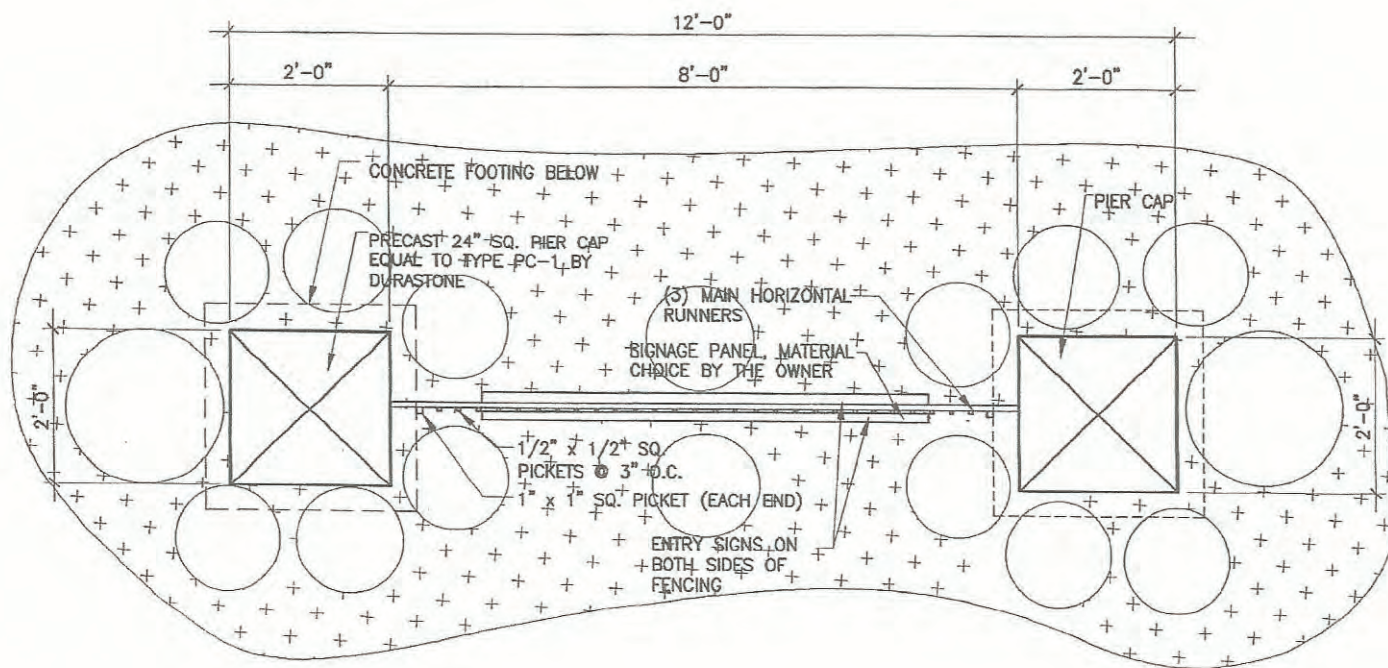 12'-0"
2'-0"
8'-0"
2'-0"
CONCRETE FOOTING BELOW
PIER CAP
PRECAST 24" SQ. PIER CAP
EQUAL TO TYPE PC-1 BY
DURASTONE
(3) MAIN HORIZONTAL
RUNNERS
SIGNAGE PANEL, MATERIAL
CHOICE BY THE OWNER
2'-0"
2'-0"
1/2" x 1/2" SQ.
PICKETS @ 3" O.C.
1" x 1" SQ. PICKET (EACH END)
ENTRY SIGNS ON
BOTH SIDES OF
FENCING